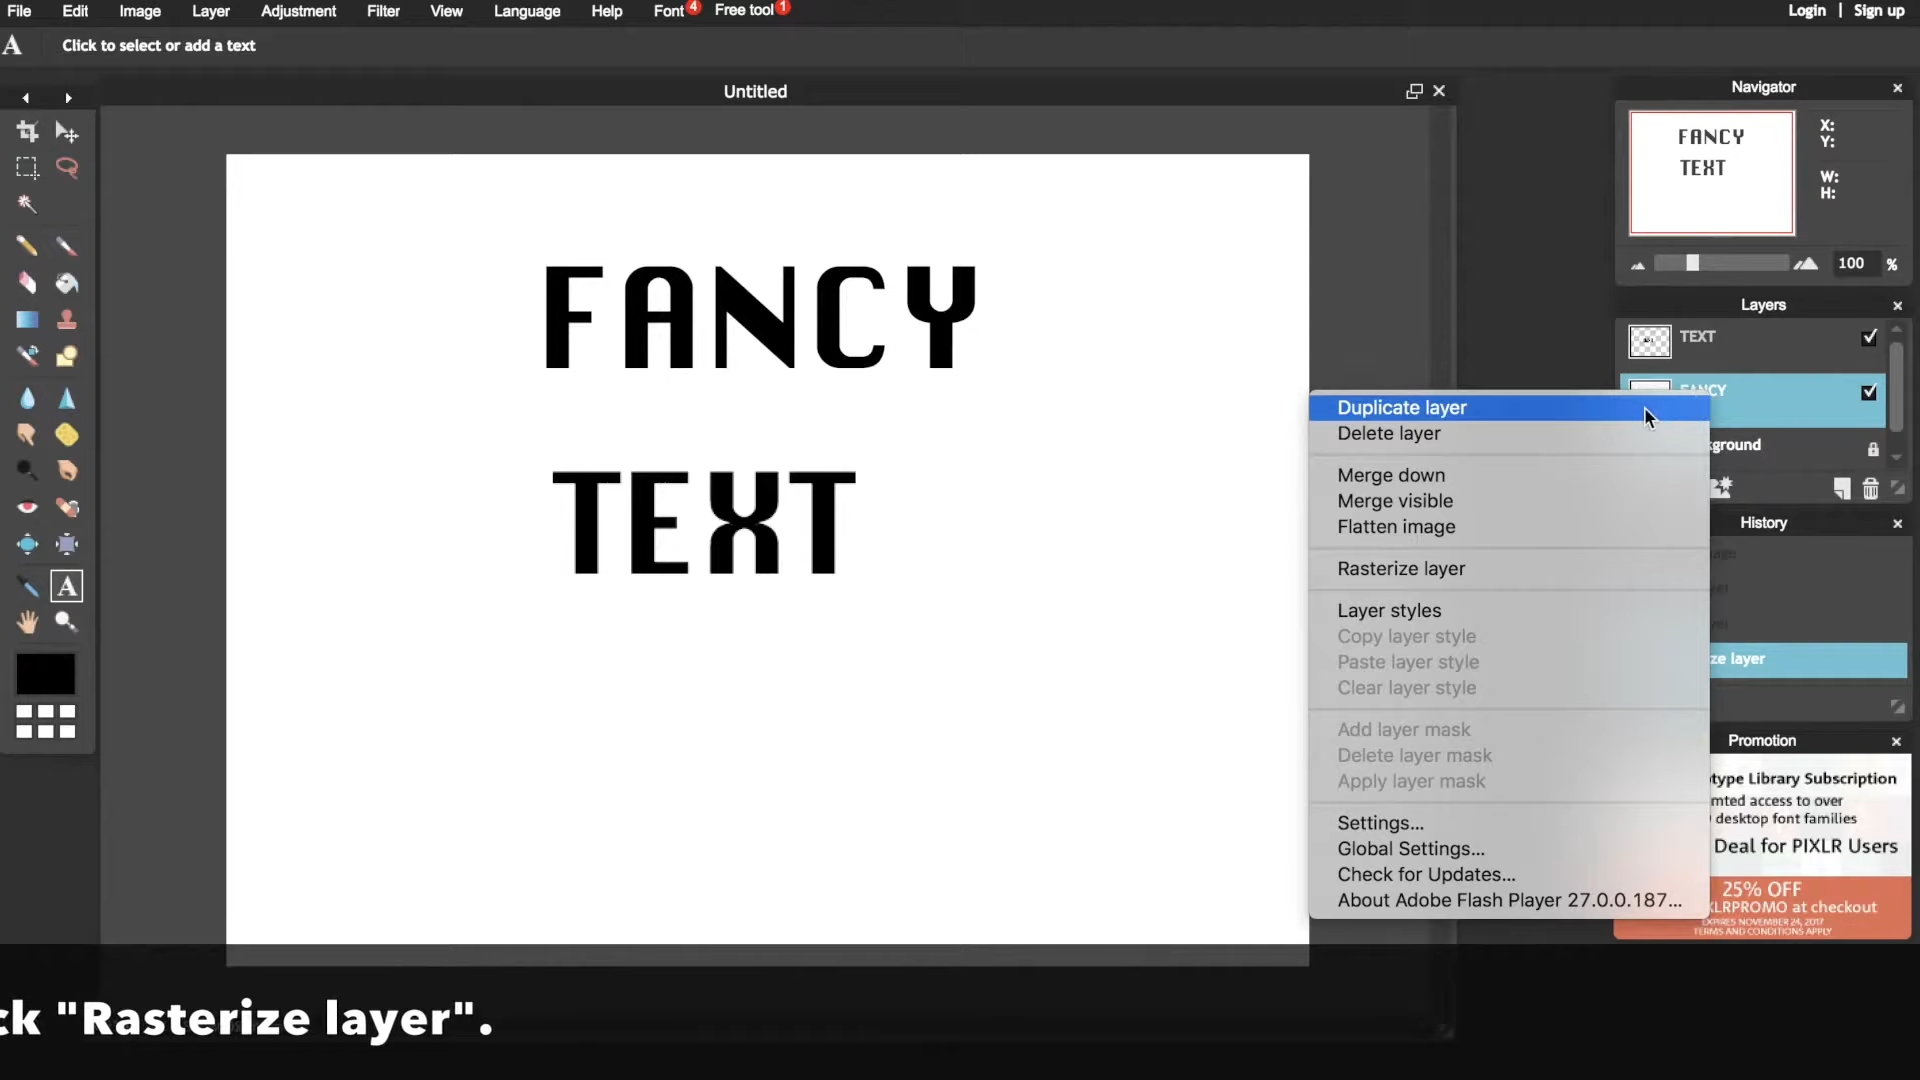 File Edit Image Layer Adjustment Filter View Language Help Font 4 Free tool 1 Login | Sign up
A Click to select or add a text
Untitled
Navigator
FANCY
TEXT
X:
Y:
W:
H:
100 %
FANCY
TEXT
Layers
TEXT
FANCY
kground
Duplicate layer
Delete layer
Merge down
Merge visible
Flatten image
Rasterize layer
Layer styles
Copy layer style
Paste layer style
Clear layer style
Add layer mask
Delete layer mask
Apply layer mask
Settings...
Global Settings...
Check for Updates...
About Adobe Flash Player 27.0.0.187...
History
ze layer
A
Promotion
type Library Subscription
mted access to over
desktop font families
Deal for PIXLR Users
25% OFF
XLRPROMO at checkout
EXPIRES NOVEMBER 24, 2017
TERMS AND CONDITIONS APPLY
ck "Rasterize layer".